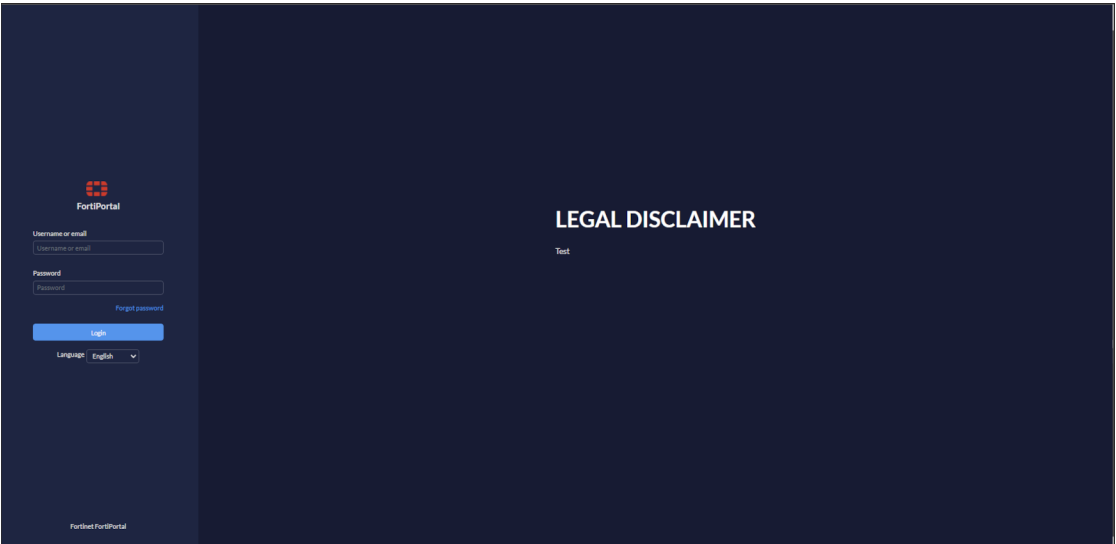 FortiPortal
Username or email
Username or email
Password
Password
Forgot password
Login
Language English
Fortinet FortiPortal
LEGAL DISCLAIMER
Test